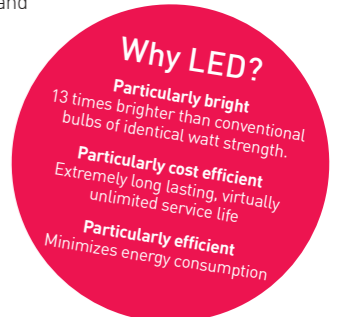 and
Why LED?
Particularly bright
13 times brighter than conventional
bulbs of identical watt strength.
Particularly cost efficient
Extremely long lasting, virtually
unlimited service life
Particularly efficient
Minimizes energy consumption